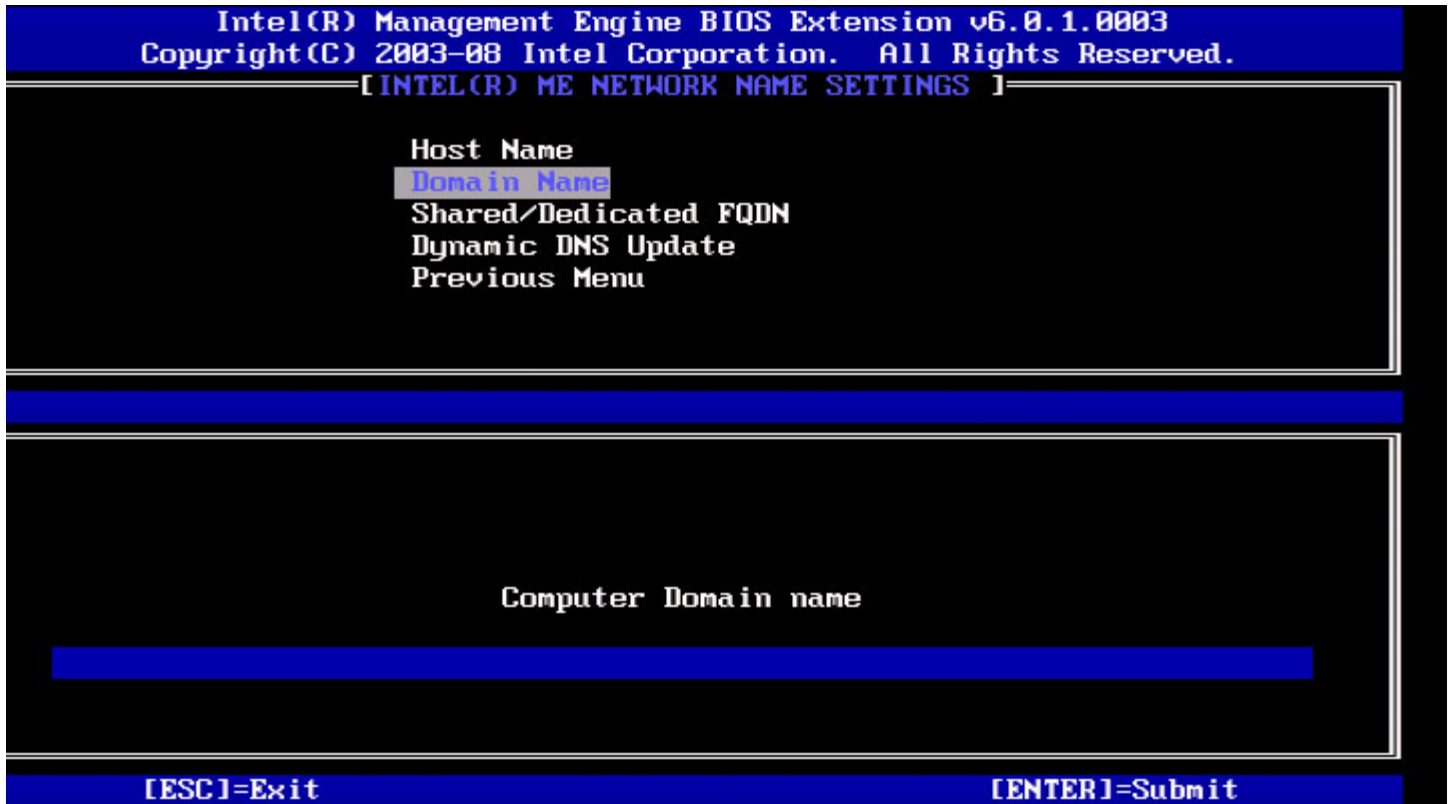 Intel(R) Management Engine BIOS Extension v6.0.1.0003
Copyright(C) 2003-08 Intel Corporation. All Rights Reserved.
[INTEL(R) ME NETWORK NAME SETTINGS ]
Host Name
Domain Name
Shared/Dedicated FQDN
Dynamic DNS Update
Previous Menu
Computer Domain name
[ESC]=Exit [ENTER]=Submit